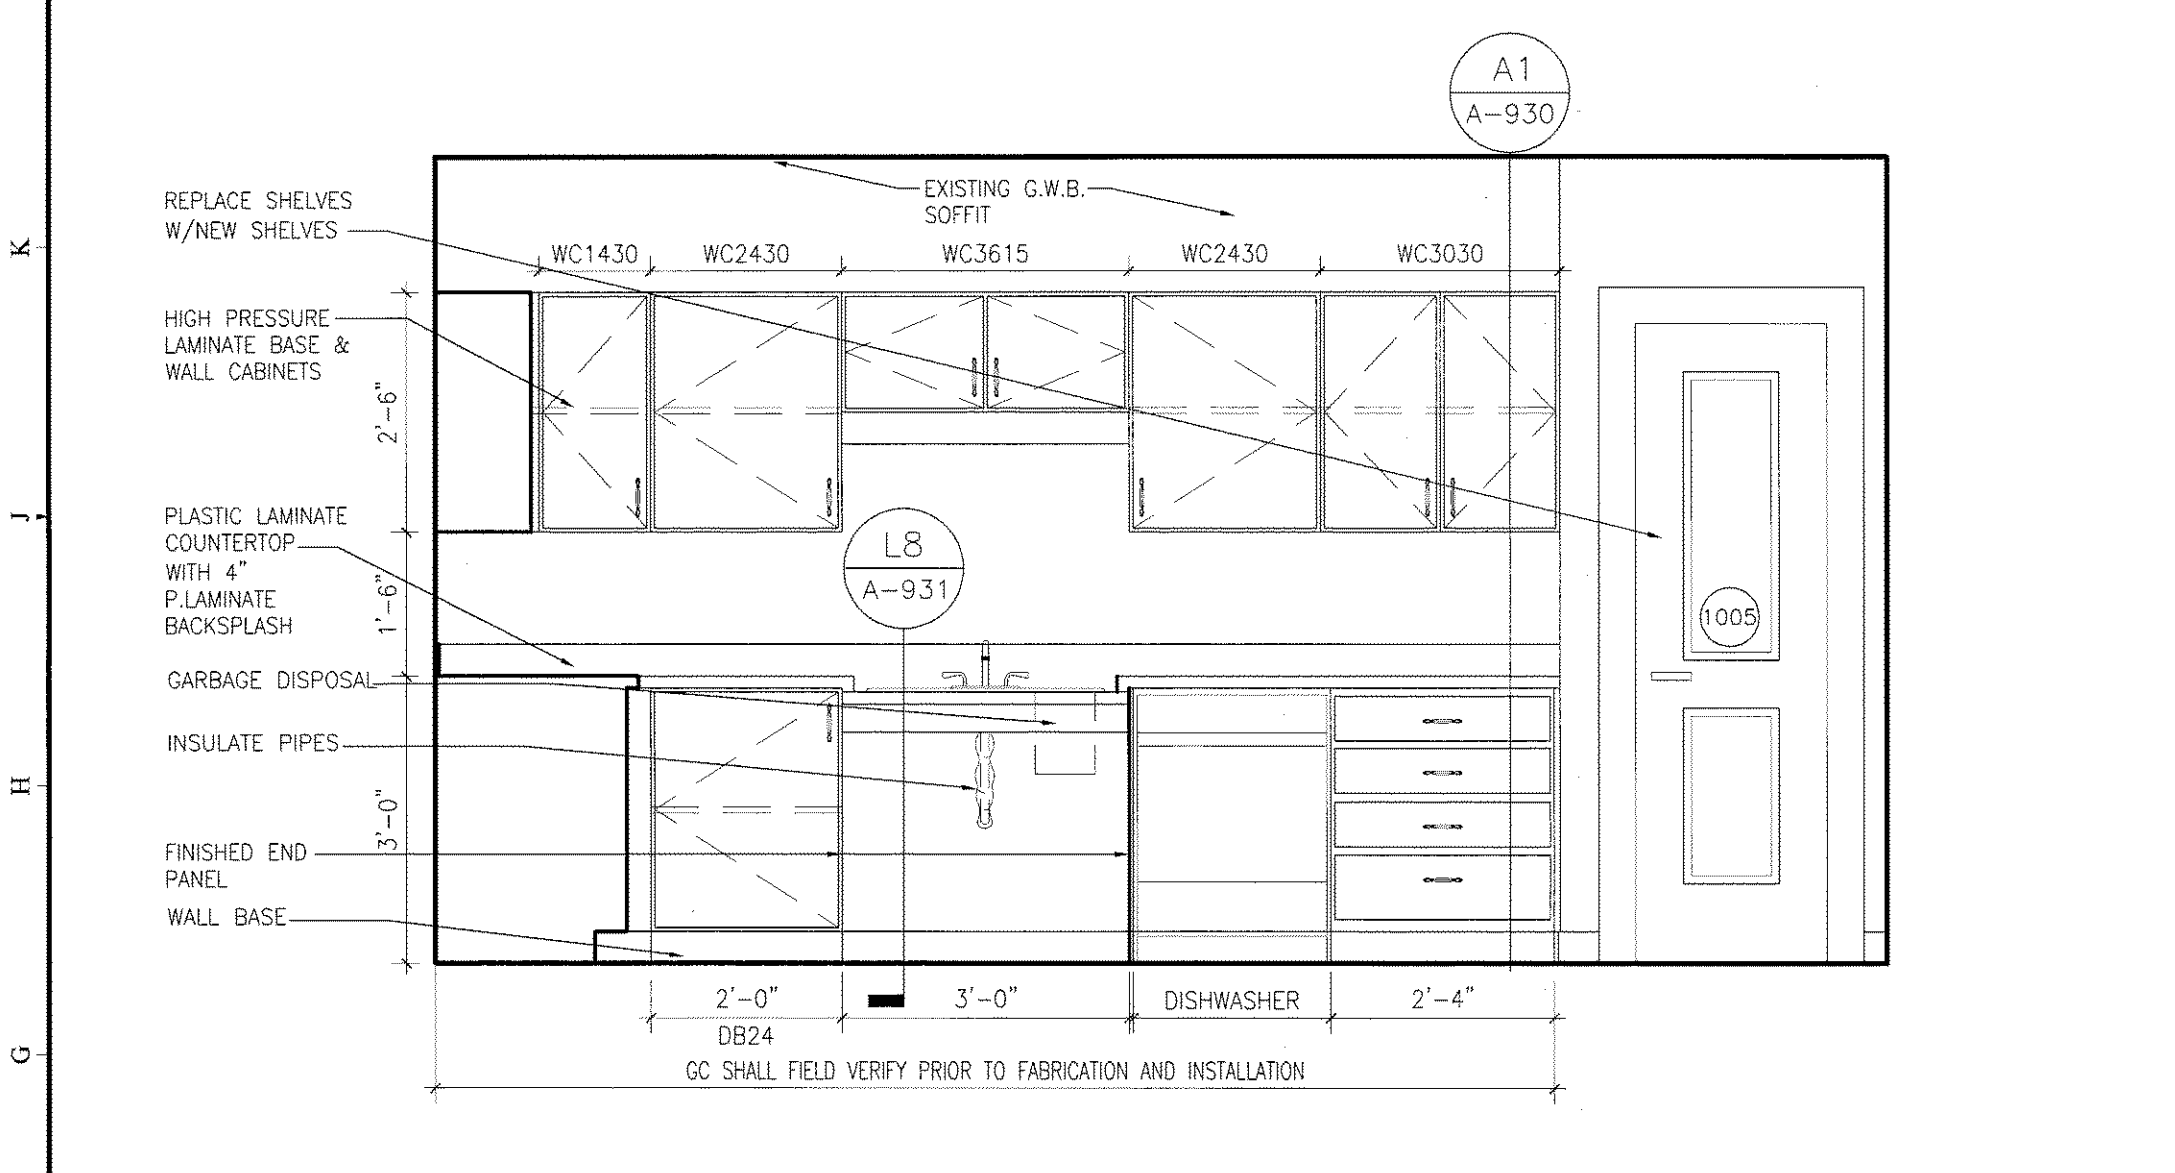 A1
A-930
REPLACE SHELVES
W/NEW SHELVES
EXISTING G.W.B.
SOFFIT
K
WC1430
WC2430
WC3615
WC2430
WC3030
HIGH PRESSURE
LAMINATE BASE &
WALL CABINETS
2'-6"
J
PLASTIC LAMINATE
COUNTERTOP
WITH 4"
P.LAMINATE
BACKSPLASH
1'-6"
L8
A-931
1005
GARBAGE DISPOSAL
INSULATE PIPES
H
3'-0"
FINISHED END
PANEL
WALL BASE
2'-0"
3'-0"
DISHWASHER
2'-4"
DB24
G
GC SHALL FIELD VERIFY PRIOR TO FABRICATION AND INSTALLATION